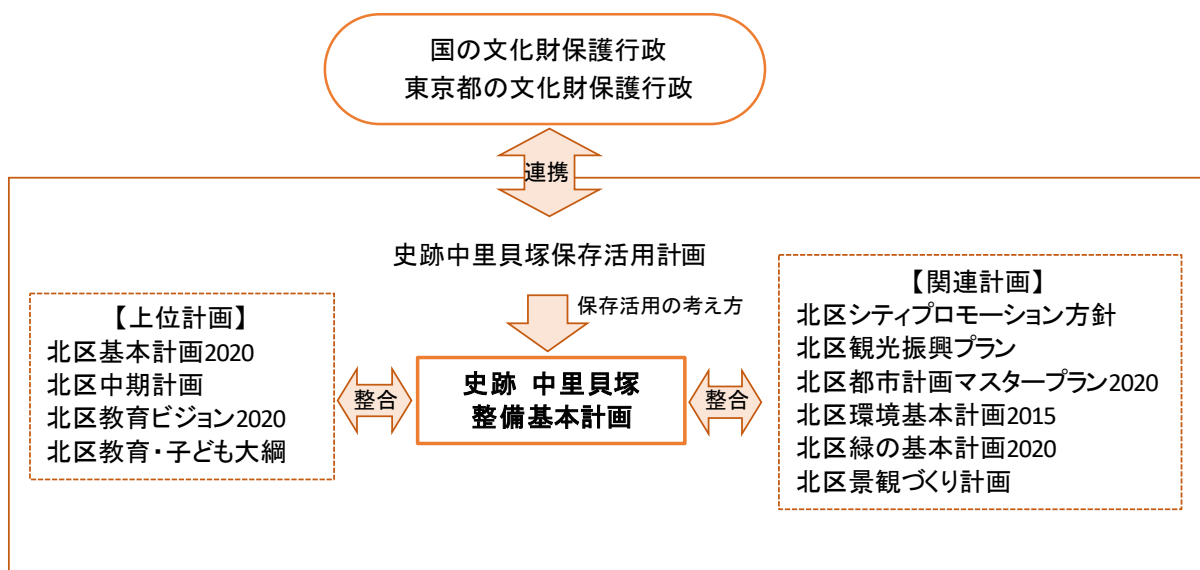 国の文化財保護行政
東京都の文化財保護行政
連携
史跡中里貝塚保存活用計画
保存活用の考え方
【上位計画】
北区基本計画2020
北区中期計画
北区教育ビジョン2020
北区教育・子ども大綱
整合
史跡 中里貝塚
整備基本計画
整合
【関連計画】
北区シティプロモーション方針
北区観光振興プラン
北区都市計画マスタープラン2020
北区環境基本計画2015
北区緑の基本計画2020
北区景観づくり計画